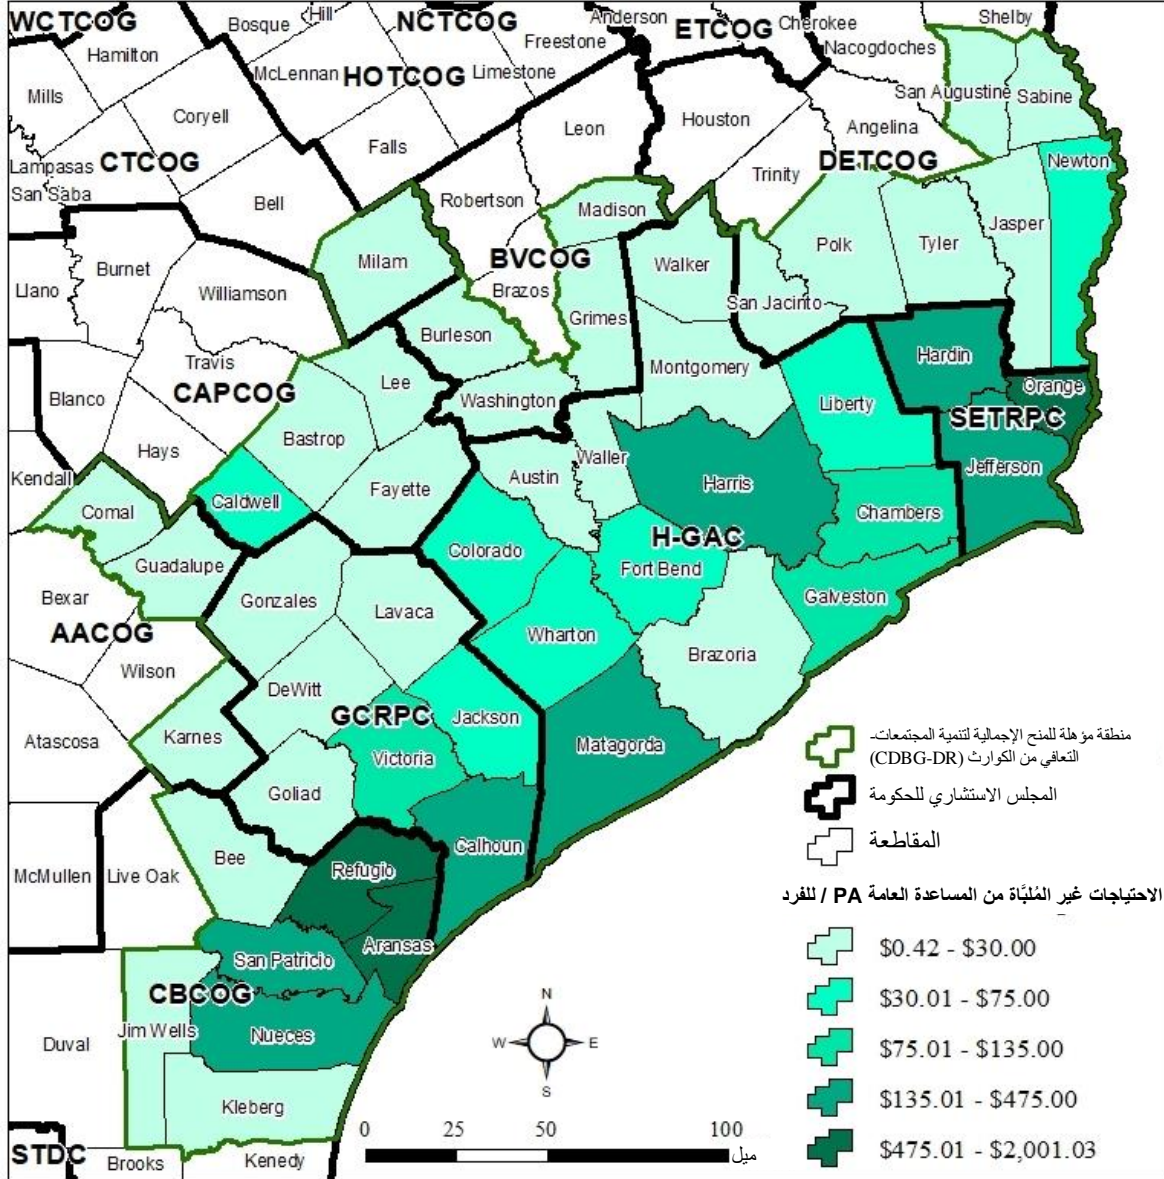 Hill
Shelby
WCTCOG
Bosque
NCTCOG
Anderson
ETCOG
Cherokee
Freestone
Nacogdoches
Hamilton
McLennan
HOTCOG
Limestone
San Augustine
Sabine
Mills
Coryell
Leon
Houston
Angelina
Falls
Lampasas
CTCOG
DETCOG
Newton
San Saba
Trinity
Bell
Robertson
Madison
Jasper
Polk
Tyler
Milam
BVCOG
Walker
Burnet
Brazos
Llano
Williamson
San Jacinto
Grimes
Burleson
Travis
Hardin
Montgomery
Lee
Orange
CAPCOG
Blanco
Washington
Liberty
SETRPC
Bastrop
Hays
Waller
Jefferson
Kendall
Austin
Harris
Fayette
Caldwell
Comal
Chambers
H-GAC
Colorado
Guadalupe
Fort Bend
Bexar
Gonzales
Galveston
Lavaca
AACOG
Wharton
Brazoria
Wilson
DeWitt
GCRPC
Jackson
Karnes
Atascosa
Victoria
Matagorda
Goliad
Calhoun
Bee
Refugio
McMullen
Live Oak
Aransas
San Patricio
CBCOG
Jim Wells
Nueces
Duval
Kleberg
STDC
Brooks
Kenedy
منطقة مؤهلة للمنح الإجمالية لتنمية المجتمعات-
التعافي من الكوارث (CDBG-DR)
المجلس الاستشاري للحكومة
المقاطعة
الاحتياجات غير المُلبَّاة من المساعدة العامة PA / للفرد
$0.42 - $30.00
$30.01 - $75.00
$75.01 - $135.00
$135.01 - $475.00
$475.01 - $2,001.03
N
W E
S
0 25 50 100
ميل